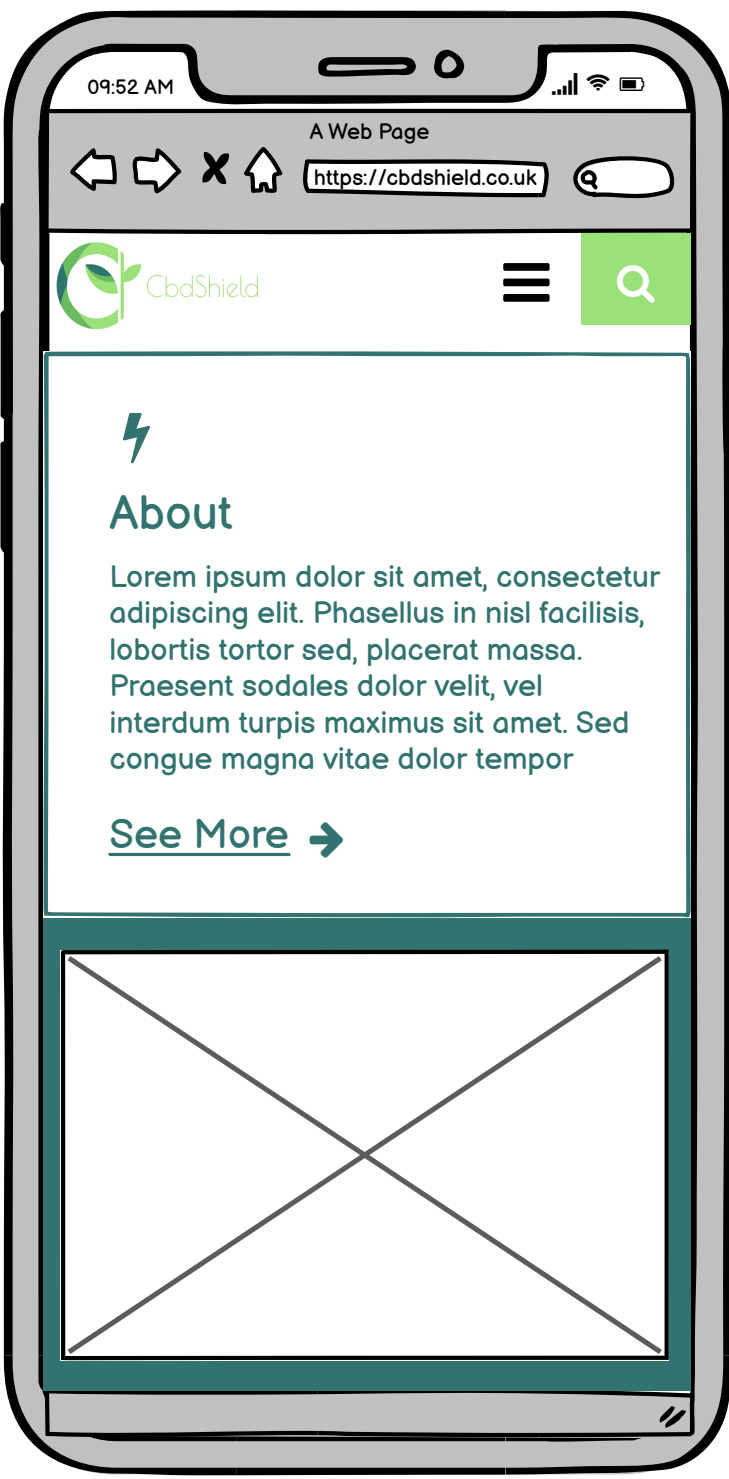 09:52 AM
A Web Page
https://cbdshield.co.uk
CbdShield
About
Lorem ipsum dolor sit amet, consectetur
adipiscing elit. Phasellus in nisl facilisis,
lobortis tortor sed, placerat massa.
Praesent sodales dolor velit, vel
interdum turpis maximus sit amet. Sed
congue magna vitae dolor tempor
See More